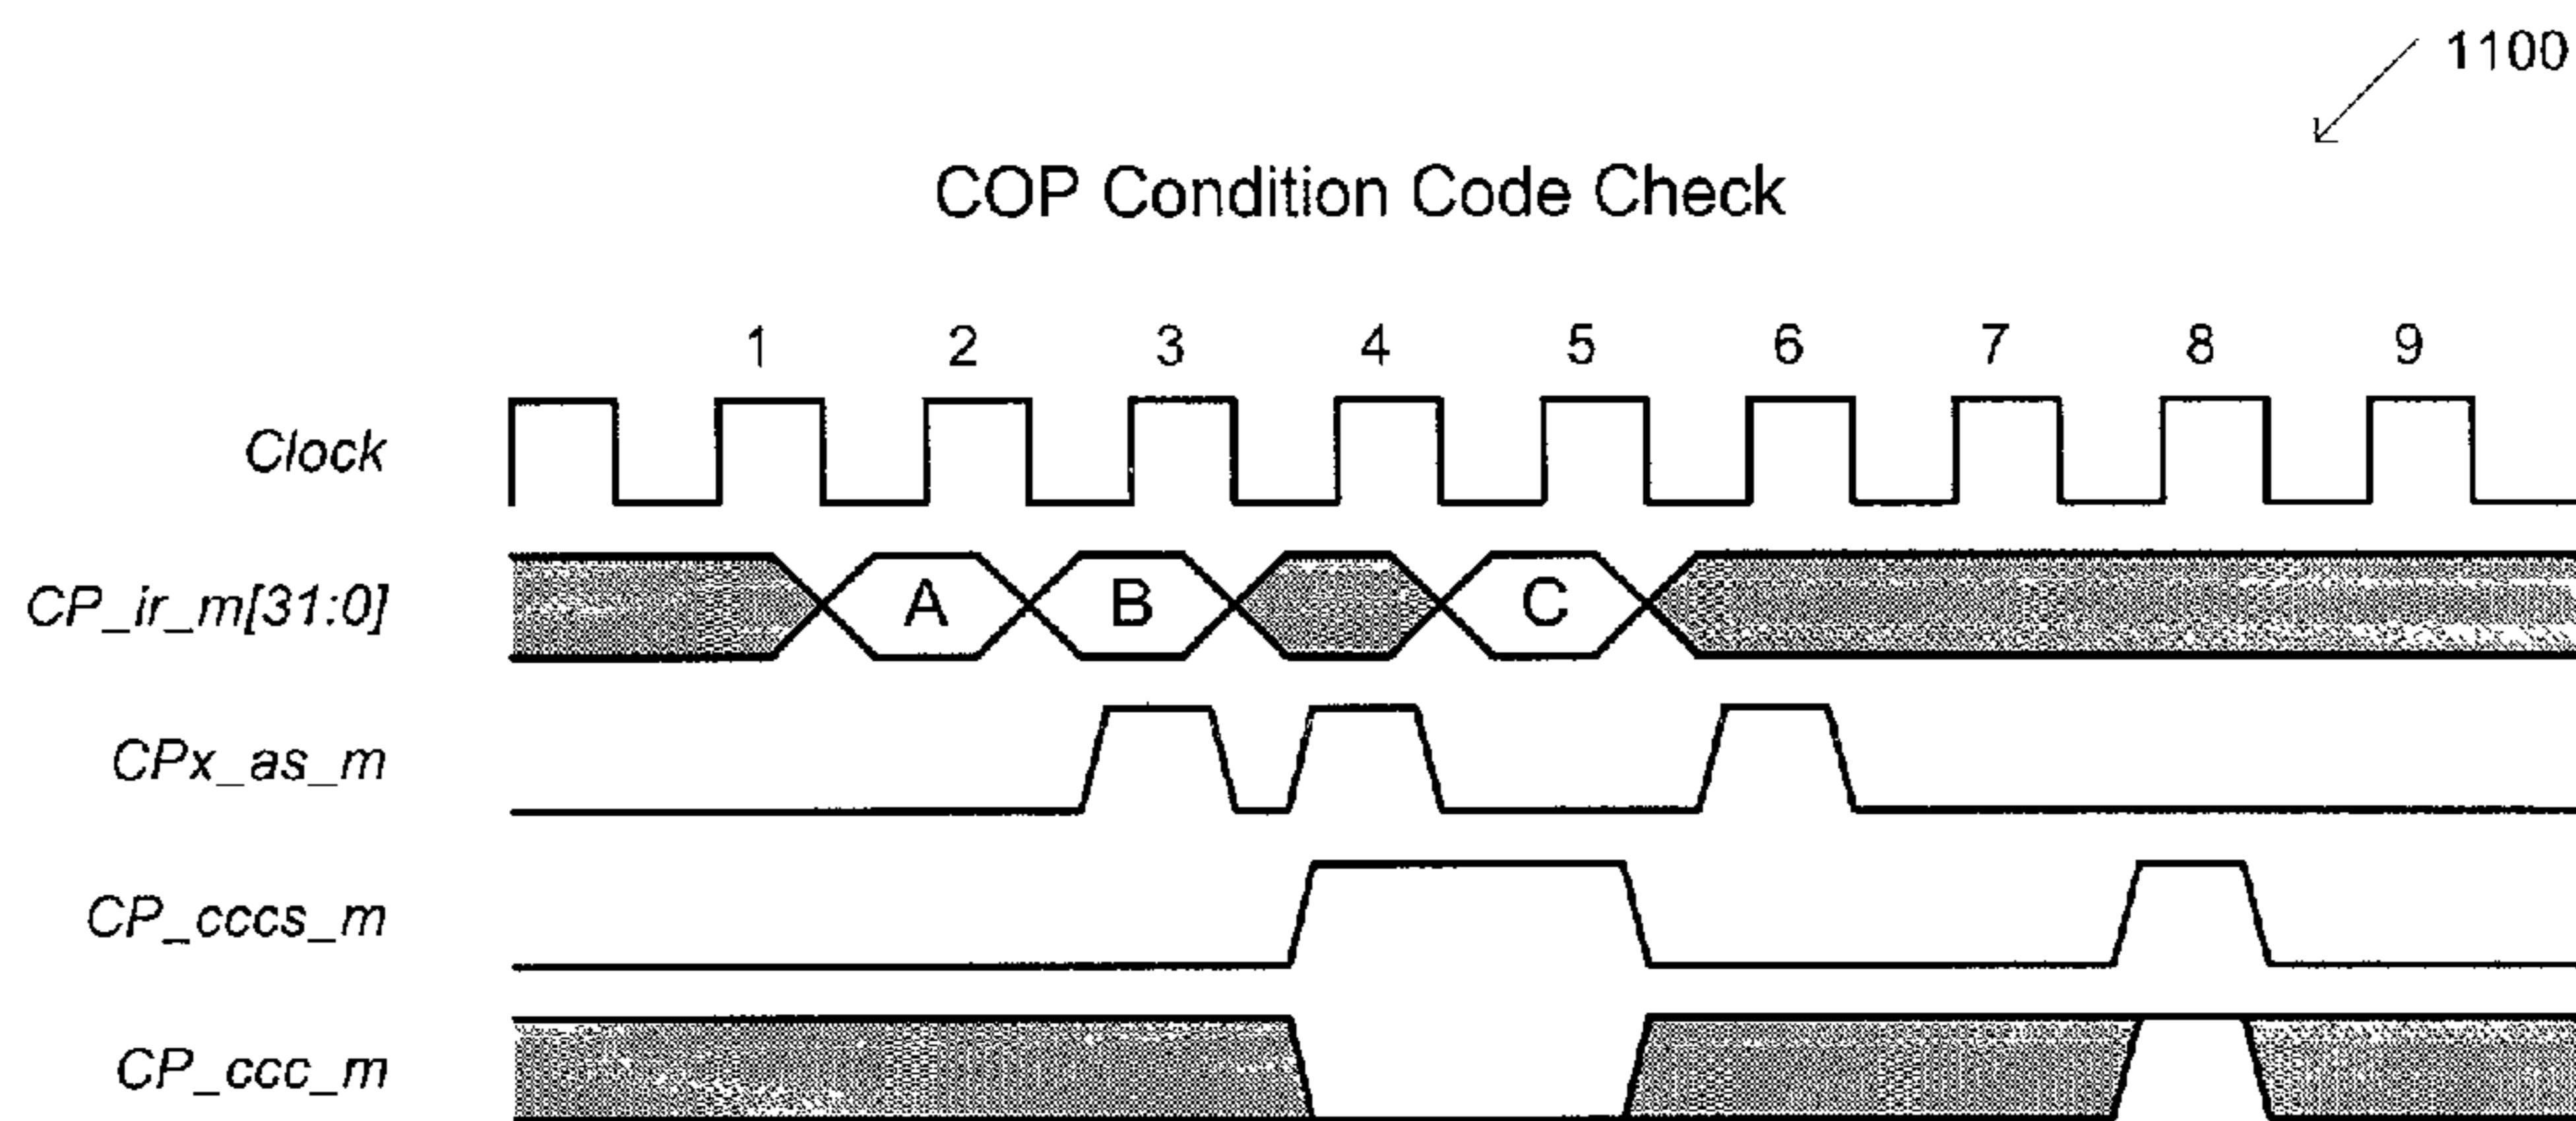 1100
COP Condition Code Check
1 2 3 4 5 6 7 8 9
Clock
CP_ir_m[31:0] A B C
CPx_as_m
CP_cccs_m
CP_ccc_m